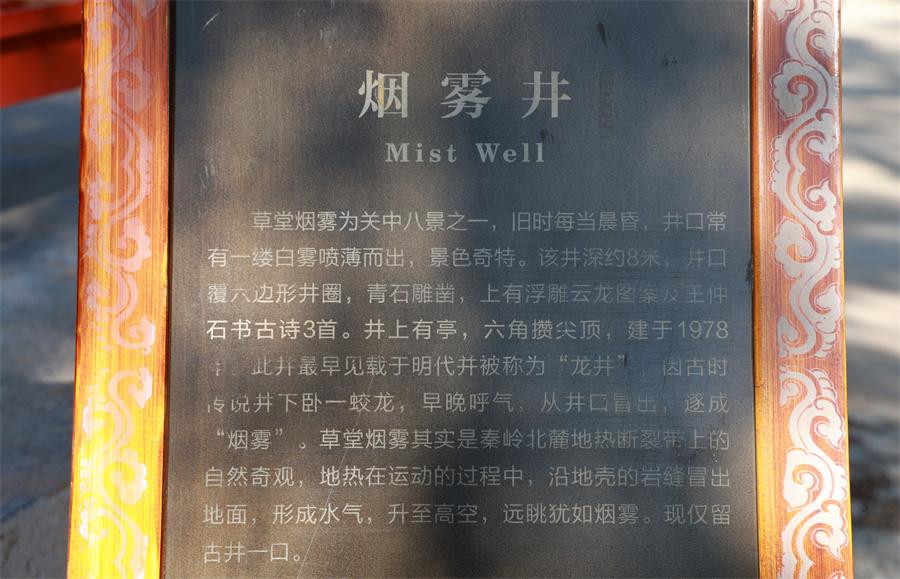 烟雾井
Mist Well
草堂烟雾为关中八景之一，旧时每当晨昏，井口常
有一缕白雾喷薄而出，景色奇特。该井深约8米，井口
覆六边形井圈，青石雕凿，上有浮雕云龙图案及王仲
石书古诗3首。井上有亭，六角攒尖顶，建于1978
年。此井最早见载于明代并被称为“龙井”，因古时
传说井下卧一蛟龙，早晚呼气，从井口冒出，遂成
“烟雾”。草堂烟雾其实是秦岭北麓地热断裂带上的
自然奇观，地热在运动的过程中，沿地壳的岩缝冒出
地面，形成水气，升至高空，远眺犹如烟雾。现仅留
古井一口。